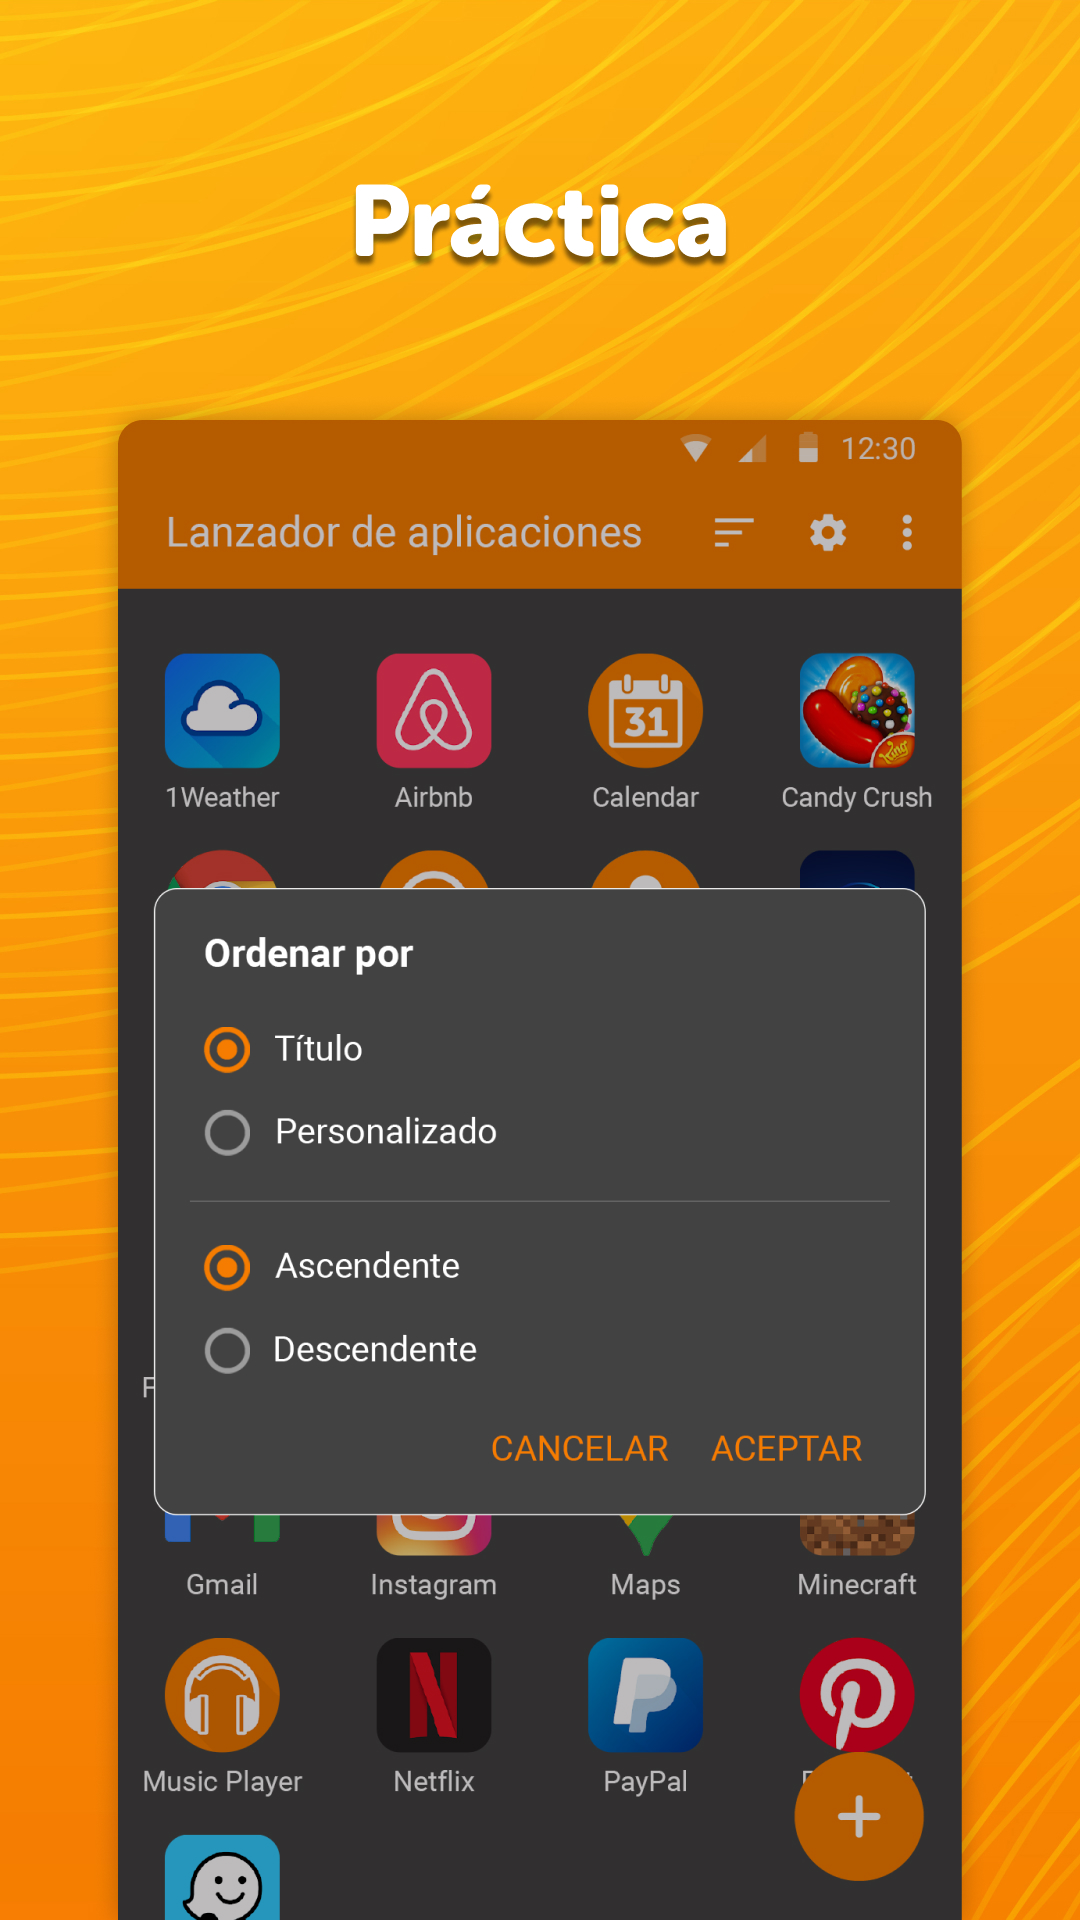 Práctica
12:30
Lanzador de aplicaciones
31
King
1Weather Airbnb Calendar Candy Crush
Ordenar por
Título
Personalizado
Ascendente
Descendente
CANCELAR ACEPTAR
Gmail Instagram Maps Minecraft
Music Player Netflix PayPal